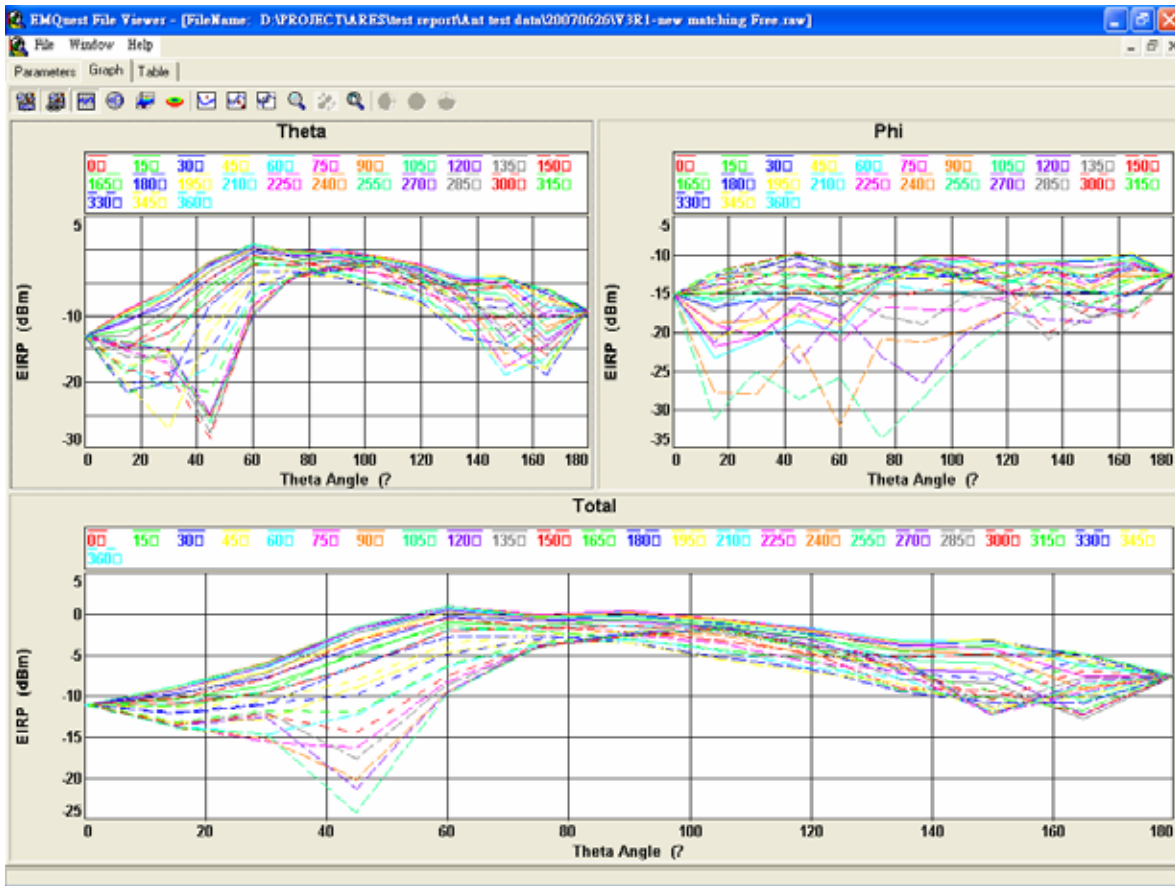 EMQuest File Viewer - [FileName: D:\PROJECT\ARES\test report\Ant test data\20070626\V3R1-new matching Free.raw]
File Window Help
Parameters Graph Table
Theta
0□ 15□ 30□ 45□ 60□ 75□ 90□ 105□ 120□ 135□ 150□
165□ 180□ 195□ 210□ 225□ 240□ 255□ 270□ 285□ 300□ 315□
330□ 345□ 360□
5
-10
-20
-30
EIRP (dBm)
0 20 40 60 80 100 120 140 160 180
Theta Angle (?
Phi
0□ 15□ 30□ 45□ 60□ 75□ 90□ 105□ 120□ 135□ 150□
165□ 180□ 195□ 210□ 225□ 240□ 255□ 270□ 285□ 300□ 315□
330□ 345□ 360□
-5
-10
-15
-20
-25
-30
-35
EIRP (dBm)
0 20 40 60 80 100 120 140 160 180
Theta Angle (?
Total
0□ 15□ 30□ 45□ 60□ 75□ 90□ 105□ 120□ 135□ 150□ 165□ 180□ 195□ 210□ 225□ 240□ 255□ 270□ 285□ 300□ 315□ 330□ 345□
360□
5
0
-5
-10
-15
-20
-25
EIRP (dBm)
0 20 40 60 80 100 120 140 160 180
Theta Angle (?